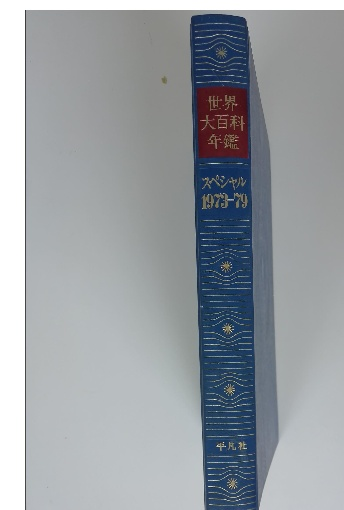 世界
大百科
年鑑
スペシャル
1973-79
平凡社